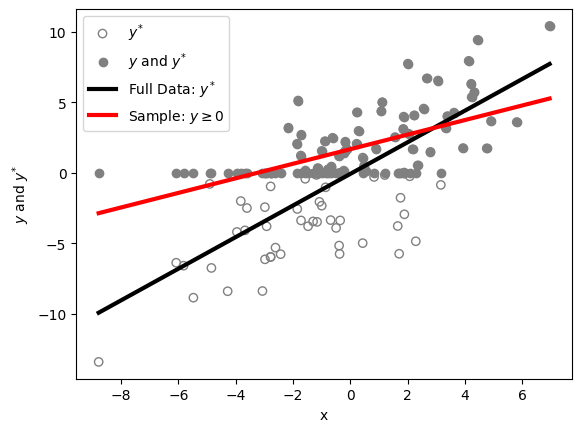 10
5
0
−5
−10
y and y*
y*
y and y*
Full Data: y*
Sample: y ≥ 0
−8
−6
−4
−2
0
2
4
6
x